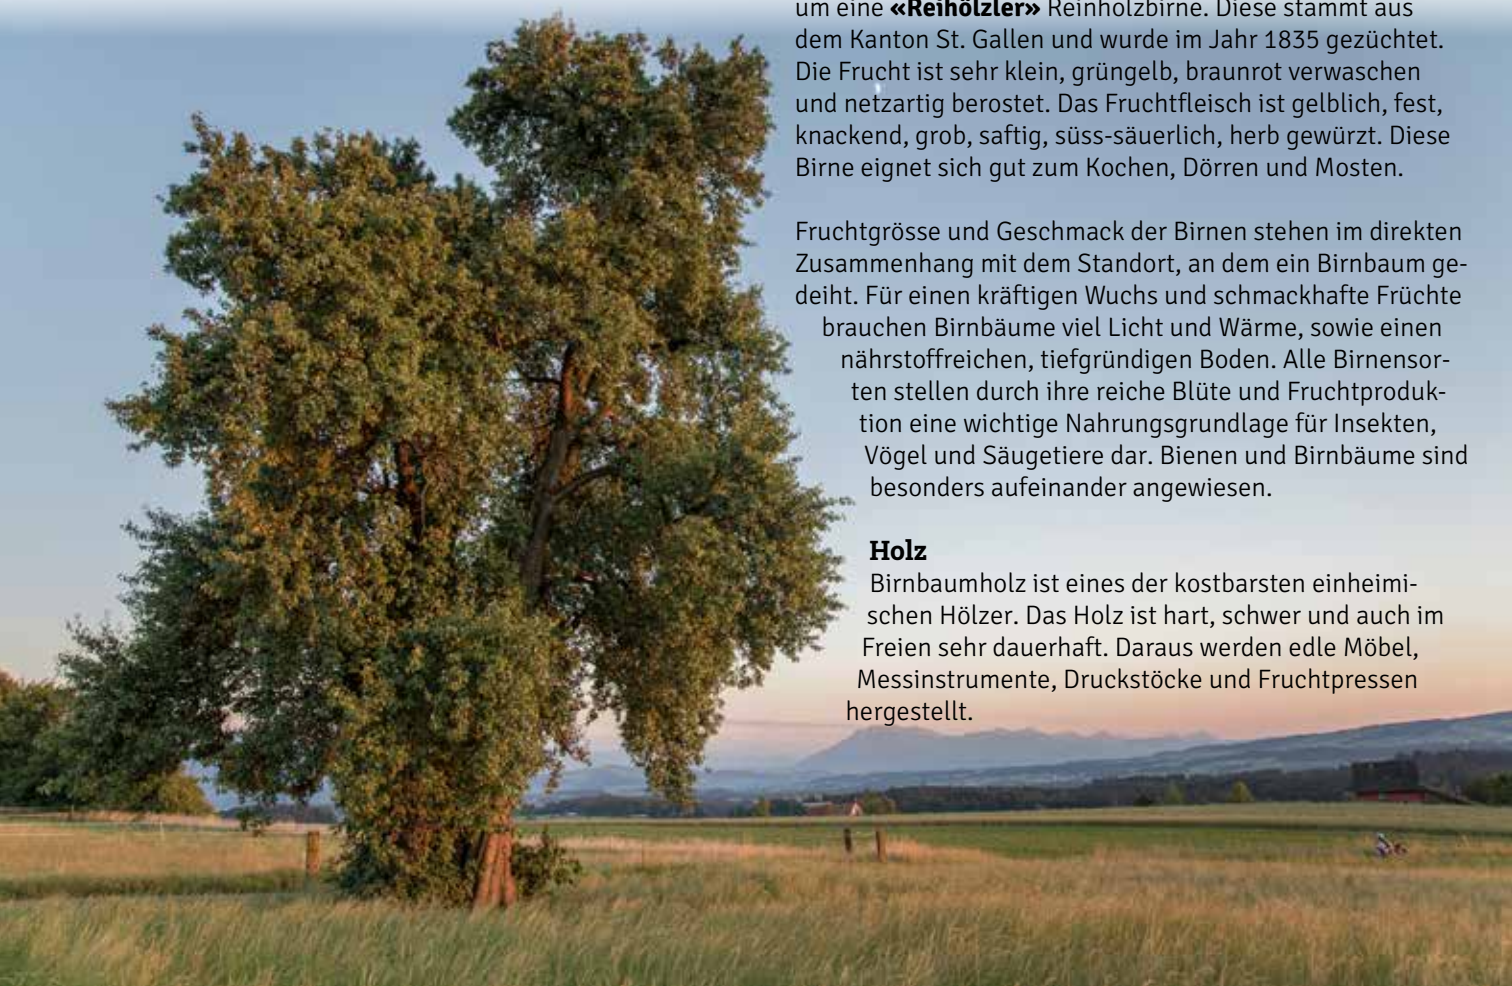 um eine «Reihölzler» Reinholzbirne. Diese stammt aus
dem Kanton St. Gallen und wurde im Jahr 1835 gezüchtet.
Die Frucht ist sehr klein, grüngelb, braunrot verwaschen
und netzartig berostet. Das Fruchtfleisch ist gelblich, fest,
knackend, grob, saftig, süss-säuerlich, herb gewürzt. Diese
Birne eignet sich gut zum Kochen, Dörren und Mosten.
Fruchtgrösse und Geschmack der Birnen stehen im direkten
Zusammenhang mit dem Standort, an dem ein Birnbaum ge-
deiht. Für einen kräftigen Wuchs und schmackhafte Früchte
brauchen Birnbäume viel Licht und Wärme, sowie einen
nährstoffreichen, tiefgründigen Boden. Alle Birnensor-
ten stellen durch ihre reiche Blüte und Fruchtproduk-
tion eine wichtige Nahrungsgrundlage für Insekten,
Vögel und Säugetiere dar. Bienen und Birnbäume sind
besonders aufeinander angewiesen.
Holz
Birnbaumholz ist eines der kostbarsten einheimi-
schen Hölzer. Das Holz ist hart, schwer und auch im
Freien sehr dauerhaft. Daraus werden edle Möbel,
Messinstrumente, Druckstöcke und Fruchtpressen
hergestellt.